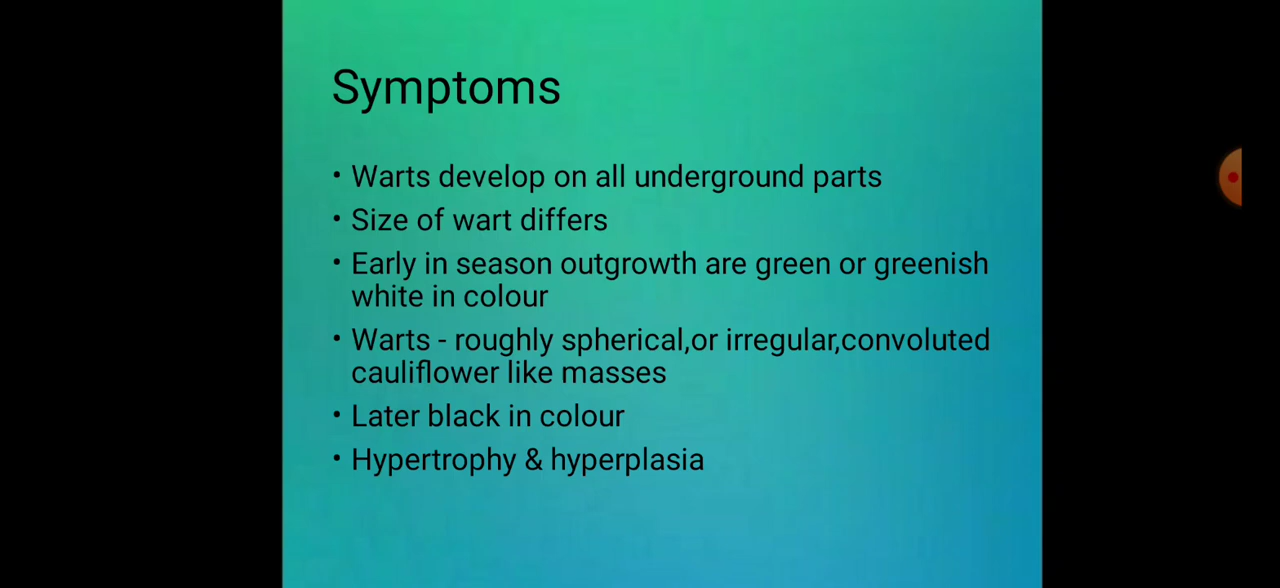 Symptoms
• Warts develop on all underground parts
• Size of wart differs
• Early in season outgrowth are green or greenish
white in colour
• Warts - roughly spherical,or irregular,convoluted
cauliflower like masses
• Later black in colour
• Hypertrophy & hyperplasia